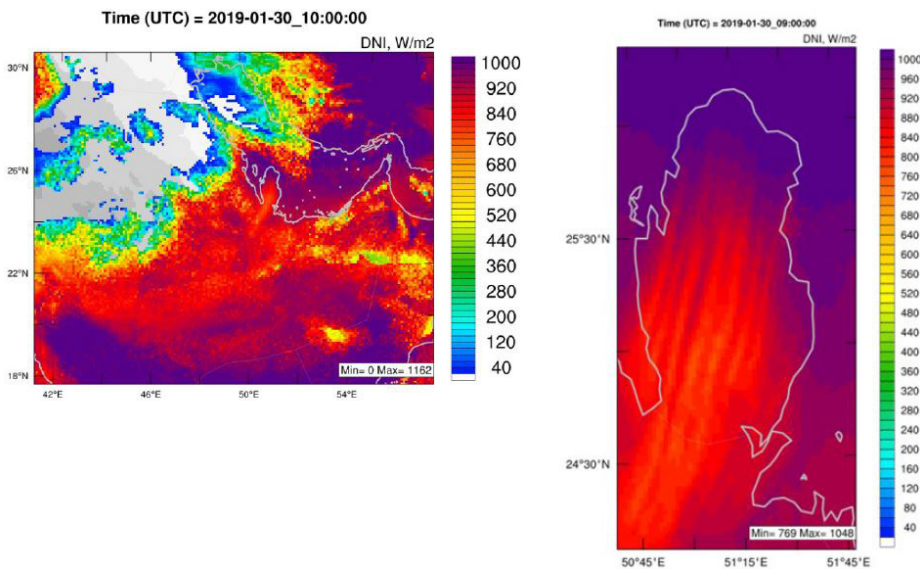 Time (UTC) = 2019-01-30_10:00:00
DNI, W/m2
30°N
26°N
22°N
18°N
42°E 46°E 50°E 54°E
Min= 0 Max= 1162
1000
920
840
760
680
600
520
440
360
280
200
120
40
Time (UTC) = 2019-01-30_09:00:00
DNI, W/m2
25°30'N
24°30'N
50°45'E 51°15'E 51°45'E
Min= 769 Max= 1048
1000
960
920
880
840
800
760
720
680
640
600
560
520
480
440
400
360
320
280
240
200
160
120
80
40